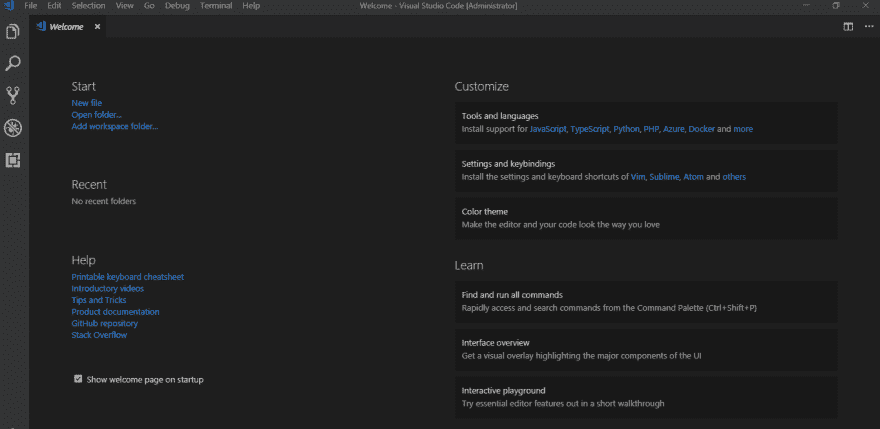 File Edit Selection View Go Debug Terminal Help
Welcome - Visual Studio Code [Administrator]
Welcome
Start
New file
Open folder...
Add workspace folder...
Recent
No recent folders
Help
Printable keyboard cheatsheet
Introductory videos
Tips and Tricks
Product documentation
GitHub repository
Stack Overflow
Show welcome page on startup
Customize
Tools and languages
Install support for JavaScript, TypeScript, Python, PHP, Azure, Docker and more
Settings and keybindings
Install the settings and keyboard shortcuts of Vim, Sublime, Atom and others
Color theme
Make the editor and your code look the way you love
Learn
Find and run all commands
Rapidly access and search commands from the Command Palette (Ctrl+Shift+P)
Interface overview
Get a visual overlay highlighting the major components of the UI
Interactive playground
Try essential editor features out in a short walkthrough